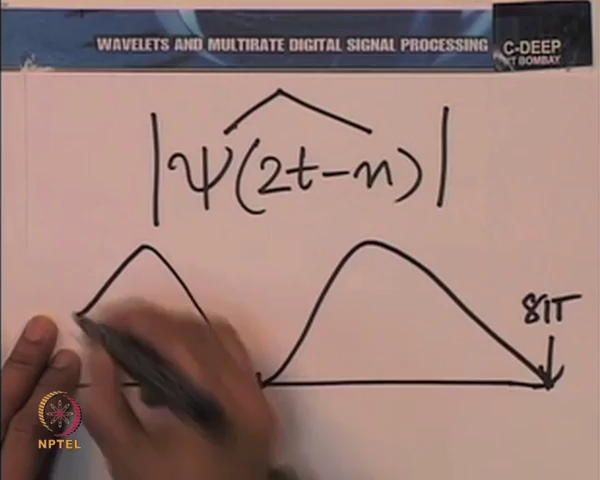 WAVELETS AND MULTIRATE DIGITAL SIGNAL PROCESSING
C-DEEP
IIT BOMBAY
|ψ(2t-n)|
8π
NPTEL